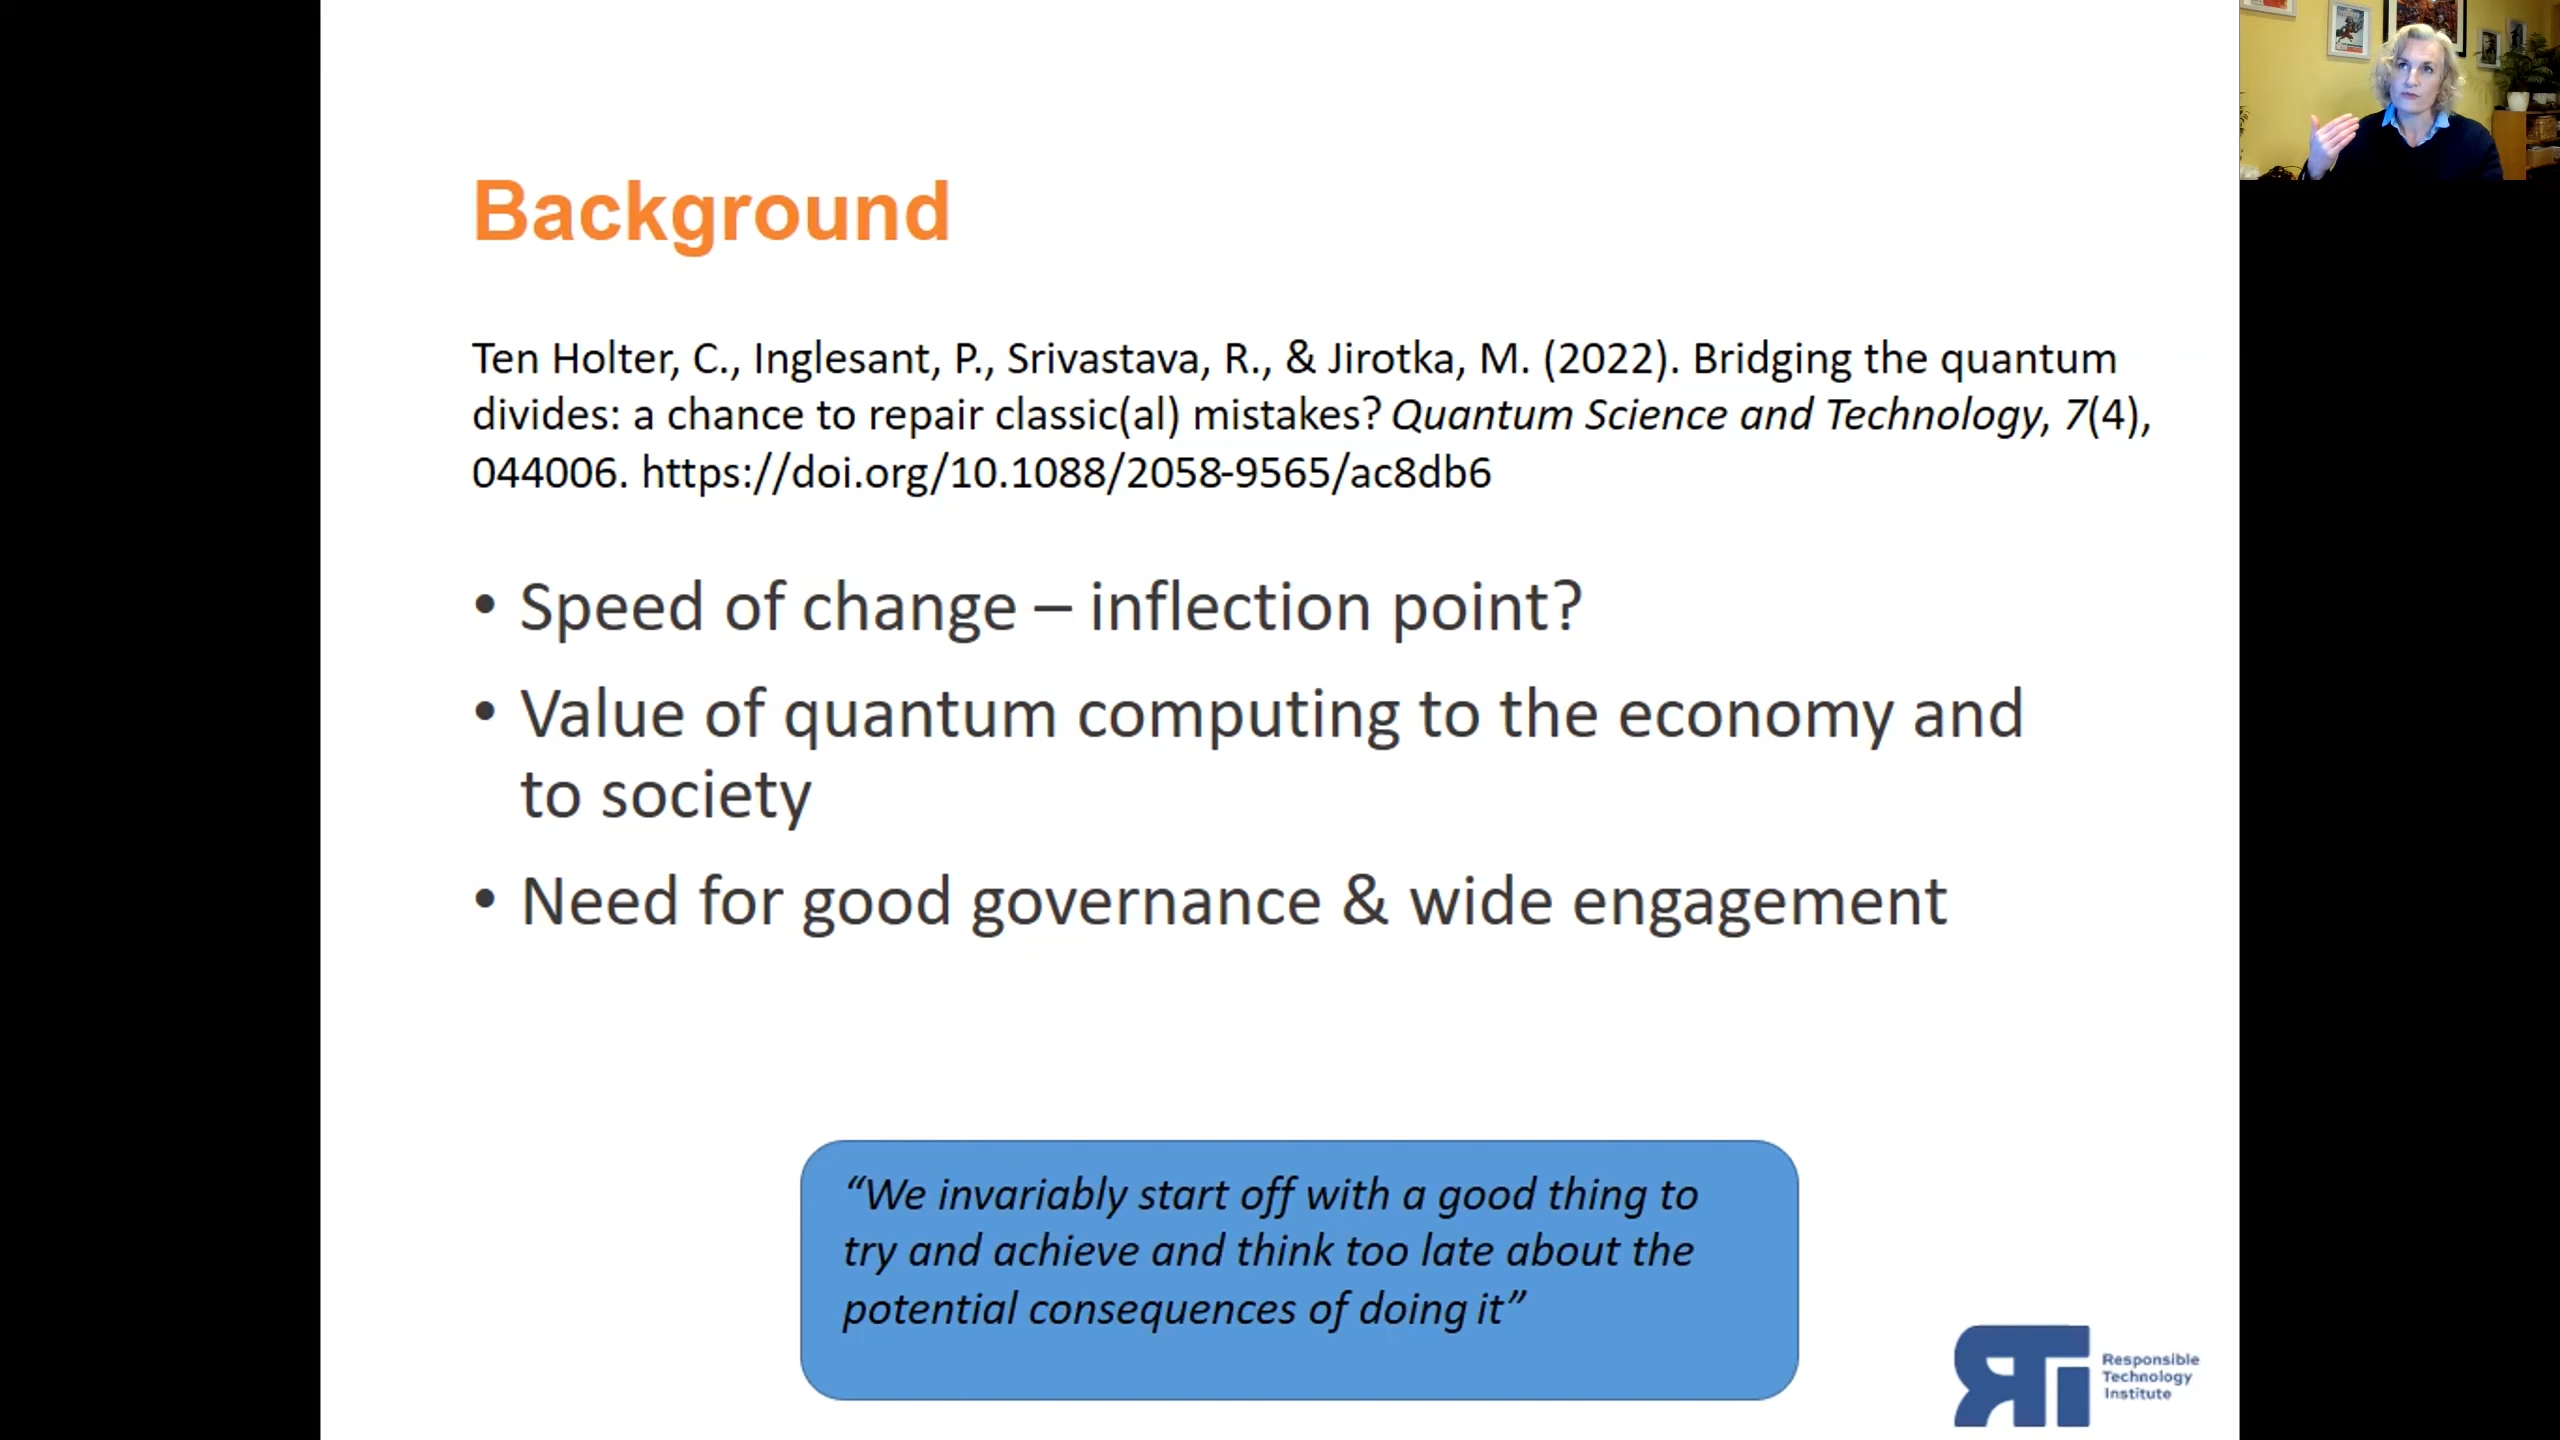 Background
Ten Holter, C., Inglesant, P., Srivastava, R., & Jirotka, M. (2022). Bridging the quantum
divides: a chance to repair classic(al) mistakes? Quantum Science and Technology, 7(4),
044006. https://doi.org/10.1088/2058-9565/ac8db6
• Speed of change – inflection point?
• Value of quantum computing to the economy and
to society
• Need for good governance & wide engagement
“We invariably start off with a good thing to
try and achieve and think too late about the
potential consequences of doing it”
RTi
Responsible
Technology
Institute